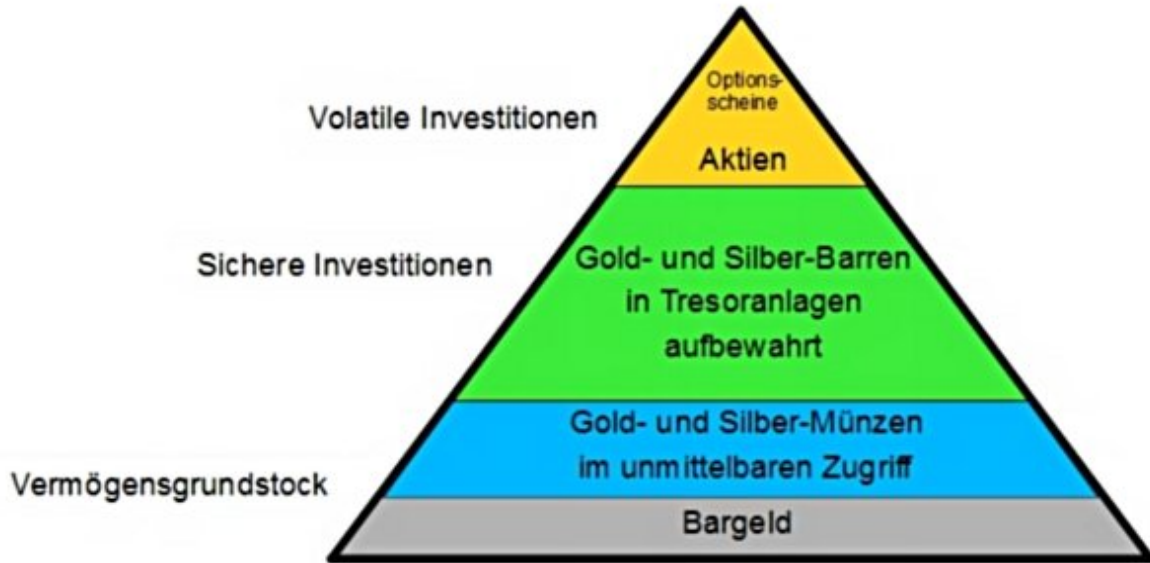 Options-
scheine
Volatile Investitionen
Aktien
Gold- und Silber-Barren
Sichere Investitionen
in Tresoranlagen
aufbewahrt
Gold- und Silber-Münzen
im unmittelbaren Zugriff
Vermögensgrundstock
Bargeld